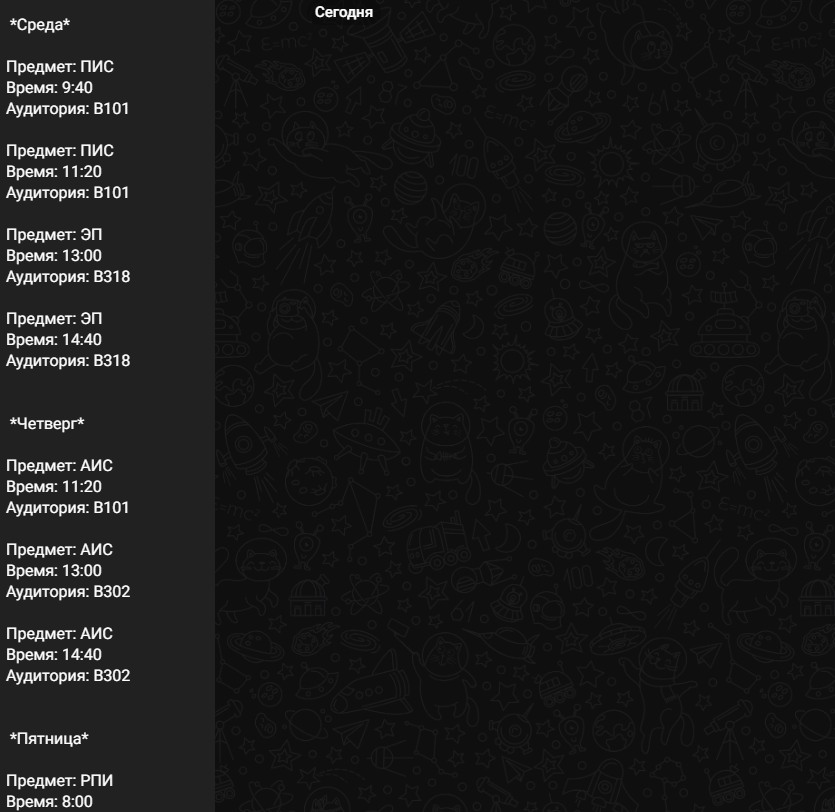 *Среда*
Предмет: ПИС
Время: 9:40
Аудитория: В101
Предмет: ПИС
Время: 11:20
Аудитория: В101
Предмет: ЭП
Время: 13:00
Аудитория: В318
Предмет: ЭП
Время: 14:40
Аудитория: В318
*Четверг*
Предмет: АИС
Время: 11:20
Аудитория: В101
Предмет: АИС
Время: 13:00
Аудитория: В302
Предмет: АИС
Время: 14:40
Аудитория: В302
*Пятница*
Предмет: РПИ
Время: 8:00
Сегодня
E=mc²
E=mc²
E=mc²